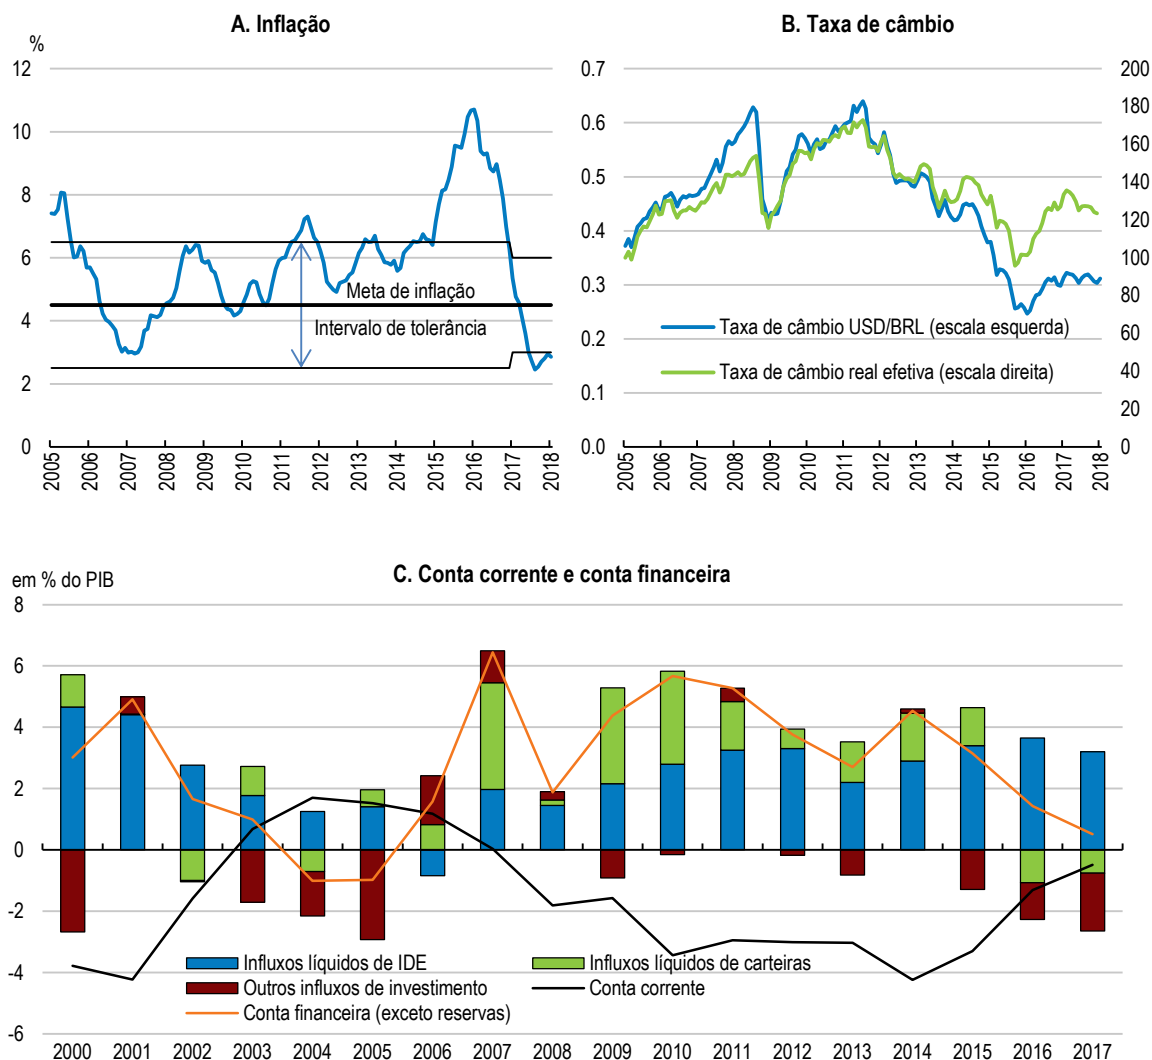 A. Inflação
%
12
10
8
6
4
2
0
Meta de inflação
Intervalo de tolerância
2005 2006 2007 2008 2009 2010 2011 2012 2013 2014 2015 2016 2017 2018
B. Taxa de câmbio
0.7
0.6
0.5
0.4
0.3
0.2
0.1
0.0
200
180
160
140
120
100
80
60
40
20
0
Taxa de câmbio USD/BRL (escala esquerda)
Taxa de câmbio real efetiva (escala direita)
2005 2006 2007 2008 2009 2010 2011 2012 2013 2014 2015 2016 2017 2018
C. Conta corrente e conta financeira
em % do PIB
8
6
4
2
0
-2
-4
-6
Influxos líquidos de IDE
Influxos líquidos de carteiras
Outros influxos de investimento
Conta corrente
Conta financeira (exceto reservas)
2000 2001 2002 2003 2004 2005 2006 2007 2008 2009 2010 2011 2012 2013 2014 2015 2016 2017